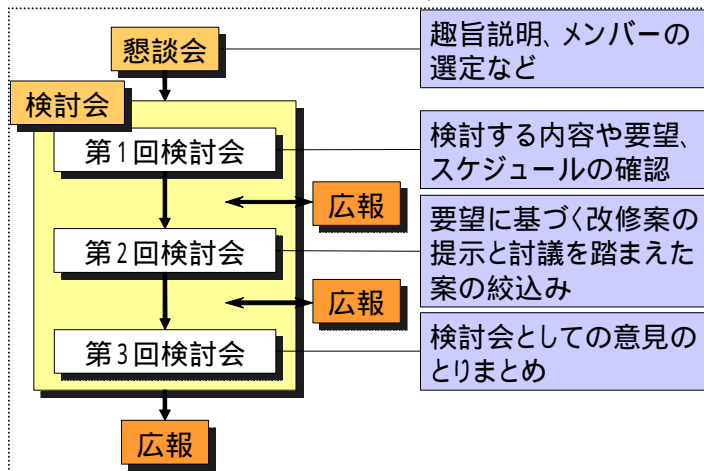 懇談会
趣旨説明、メンバーの
選定など
検討会
第1回検討会
検討する内容や要望、
スケジュールの確認
広報
第2回検討会
要望に基づく改修案の
提示と討議を踏まえた
案の絞込み
広報
第3回検討会
検討会としての意見の
とりまとめ
広報